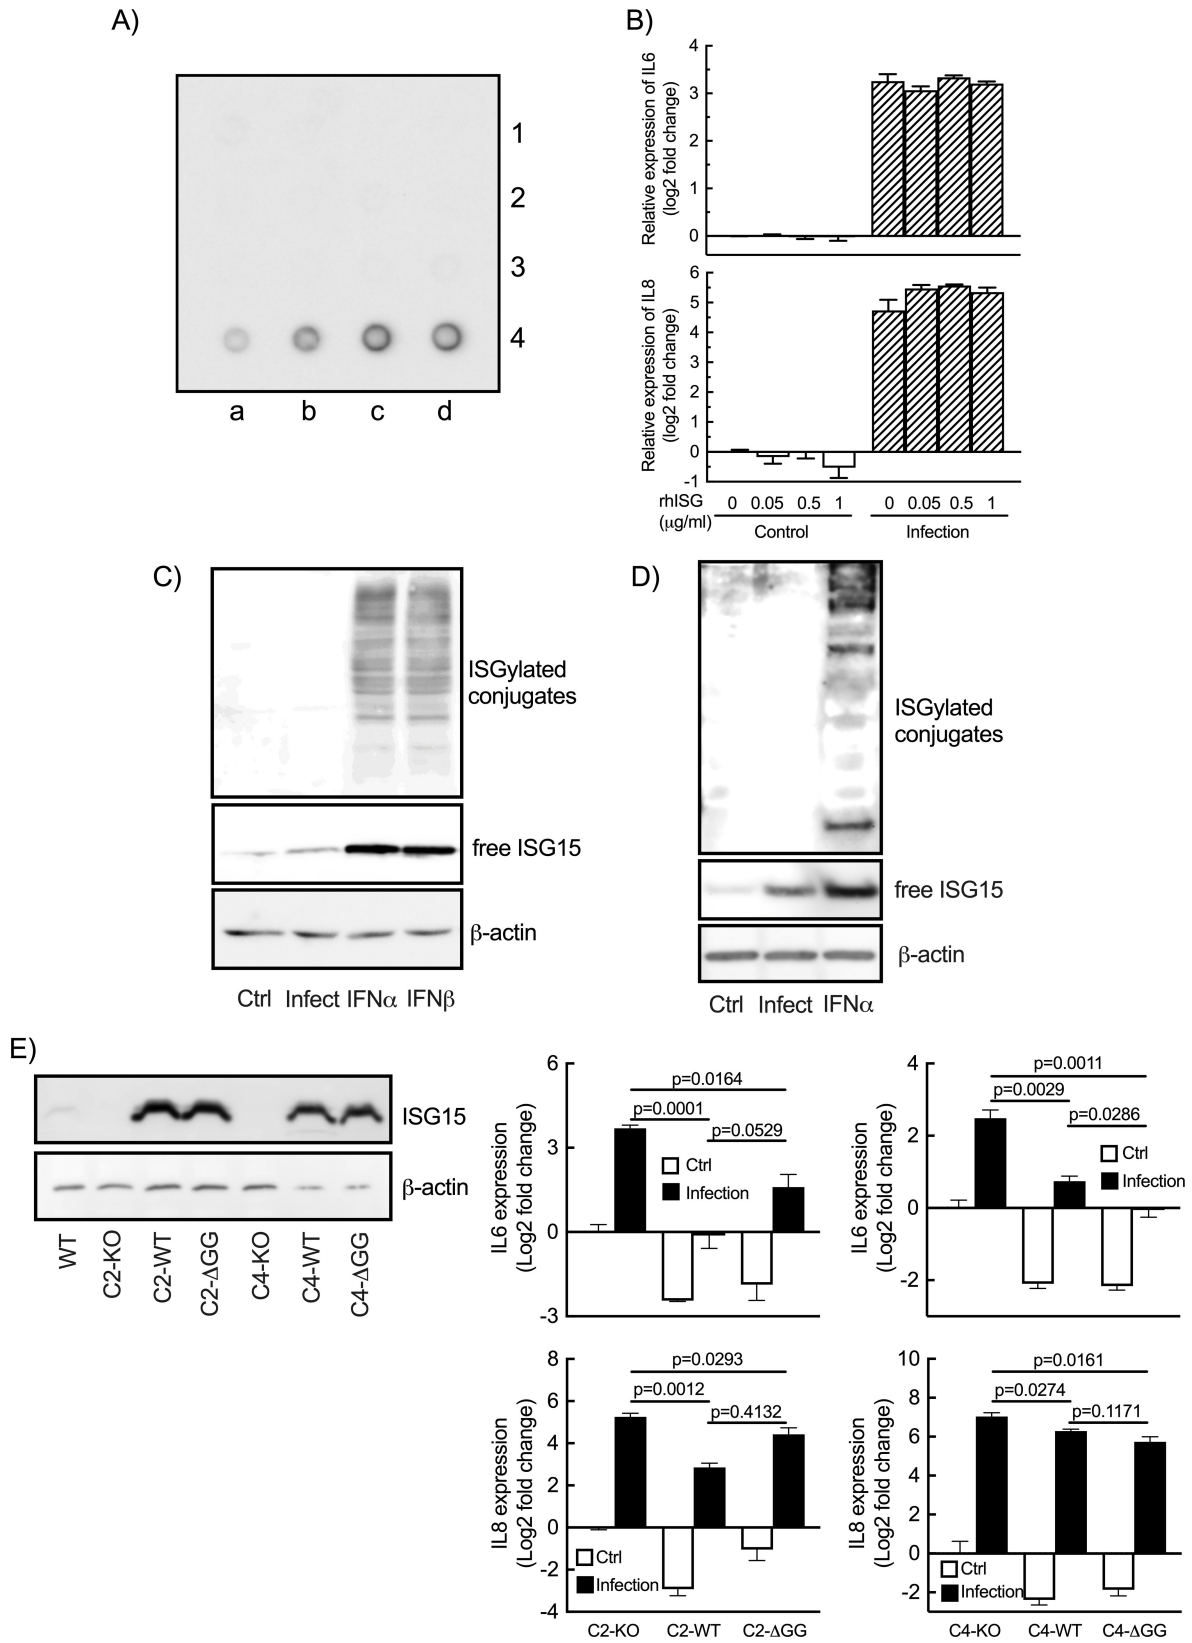 A)
1
2
3
4
a b c d
B)
Relative expression of IL6
(log2 fold change)
4
3
2
1
0
Relative expression of IL8
(log2 fold change)
6
5
4
3
2
1
0
-1
rhISG 0 0.05 0.5 1 0 0.05 0.5 1
(μg/ml)
Control Infection
C)
ISGylated
conjugates
free ISG15
β-actin
Ctrl Infect IFNα IFNβ
D)
ISGylated
conjugates
free ISG15
β-actin
Ctrl Infect IFNα
E)
ISG15
β-actin
WT
C2-KO
C2-WT
C2-ΔGG
C4-KO
C4-WT
C4-ΔGG
IL6 expression
(Log2 fold change)
6
3
0
-3
p=0.0164
p=0.0001
p=0.0529
Ctrl
Infection
IL6 expression
(Log2 fold change)
4
2
0
-2
p=0.0011
p=0.0029
p=0.0286
Ctrl
Infection
IL8 expression
(Log2 fold change)
8
6
4
2
0
-2
-4
p=0.0293
p=0.0012
p=0.4132
Ctrl
Infection
C2-KO C2-WT C2-ΔGG
IL8 expression
(Log2 fold change)
10
8
6
4
2
0
-2
p=0.0161
p=0.0274
p=0.1171
Ctrl
Infection
C4-KO C4-WT C4-ΔGG